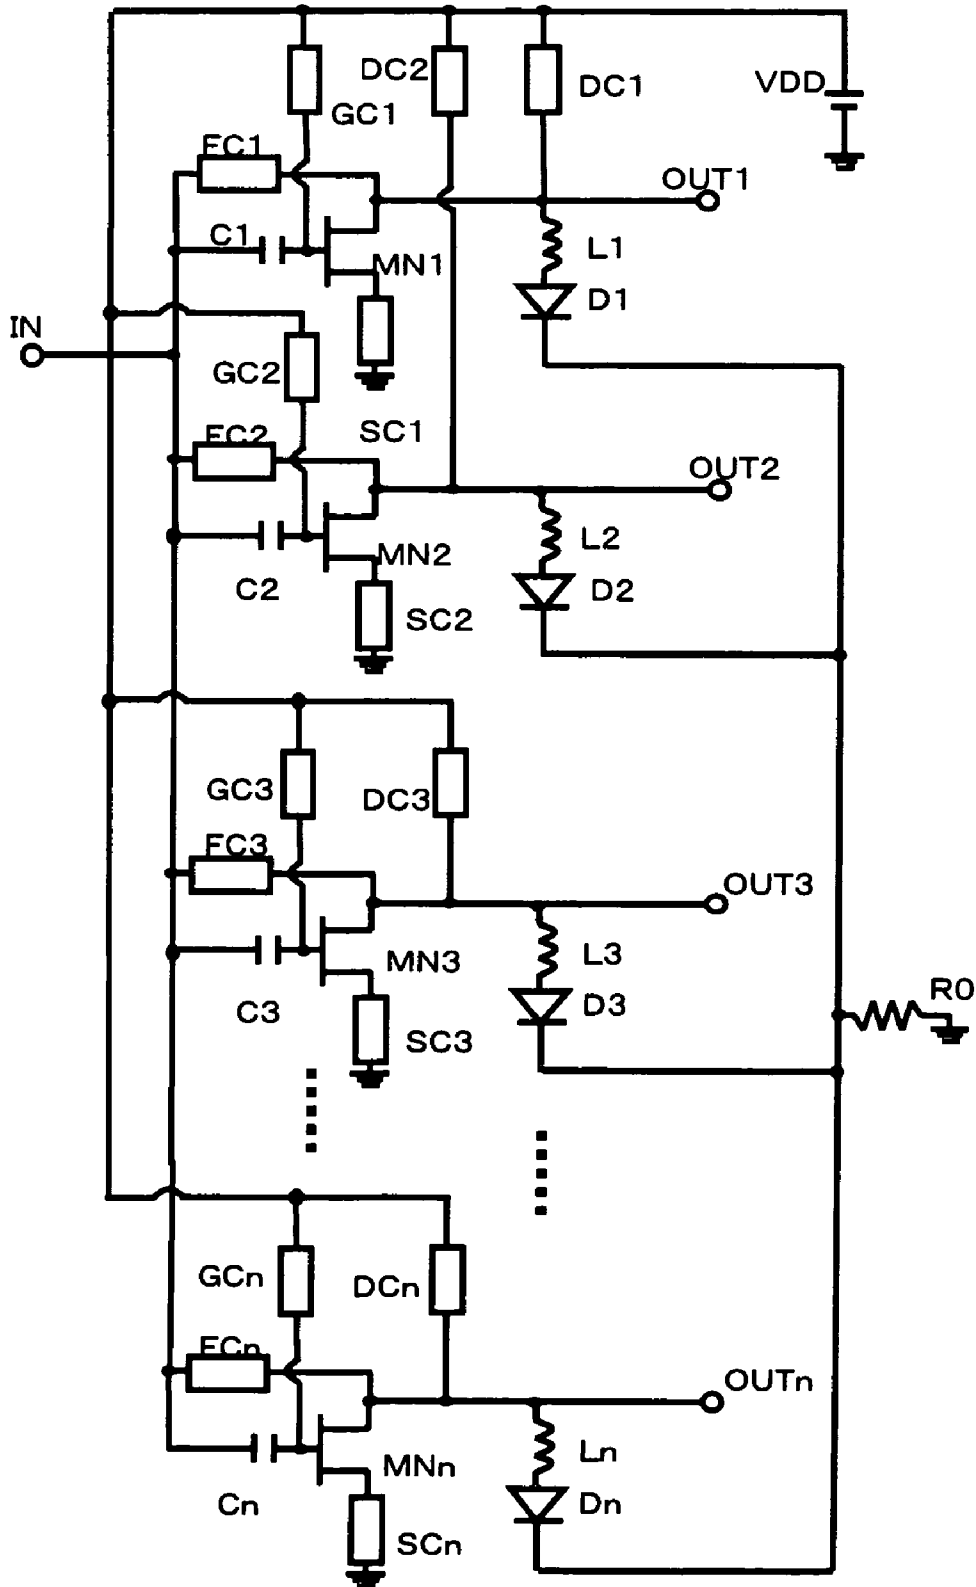 DC2
DC1
VDD
GC1
FC1
OUT1
C1
MN1
L1
D1
IN
GC2
SC1
FC2
OUT2
L2
MN2
C2
D2
SC2
GC3
DC3
FC3
OUT3
L3
MN3
R0
C3
D3
SC3
GCn
DCn
FCn
OUTn
Ln
MNn
Cn
Dn
SCn